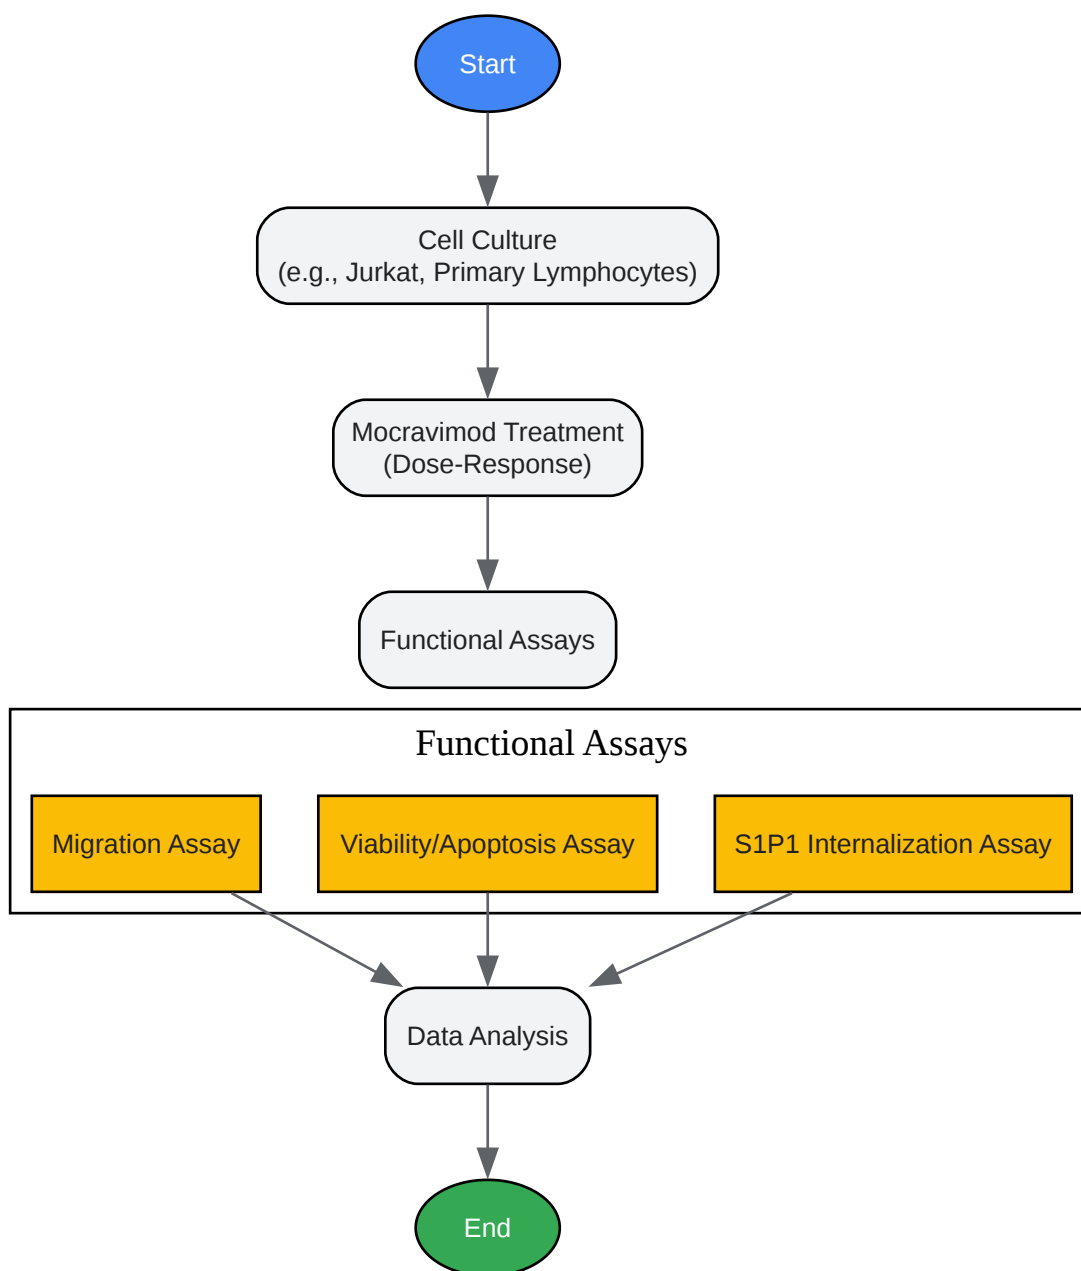 Start
Cell Culture
(e.g., Jurkat, Primary Lymphocytes)
Mocravimod Treatment
(Dose-Response)
Functional Assays
Functional Assays
Migration Assay
Viability/Apoptosis Assay
S1P1 Internalization Assay
Data Analysis
End